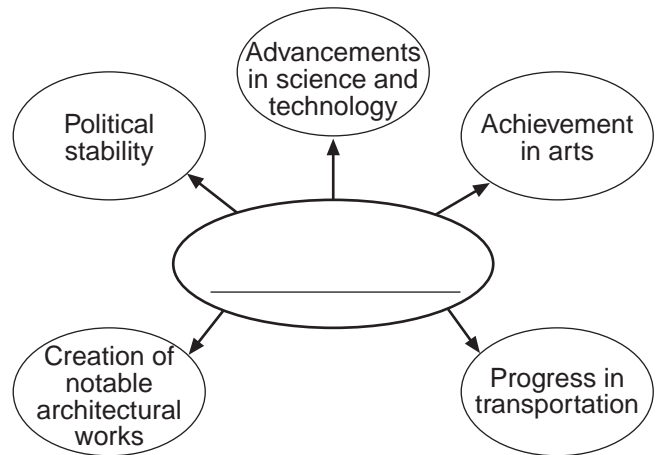 Advancements
in science and
technology
Political
stability
Achievement
in arts
Creation of
notable
architectural
works
Progress in
transportation